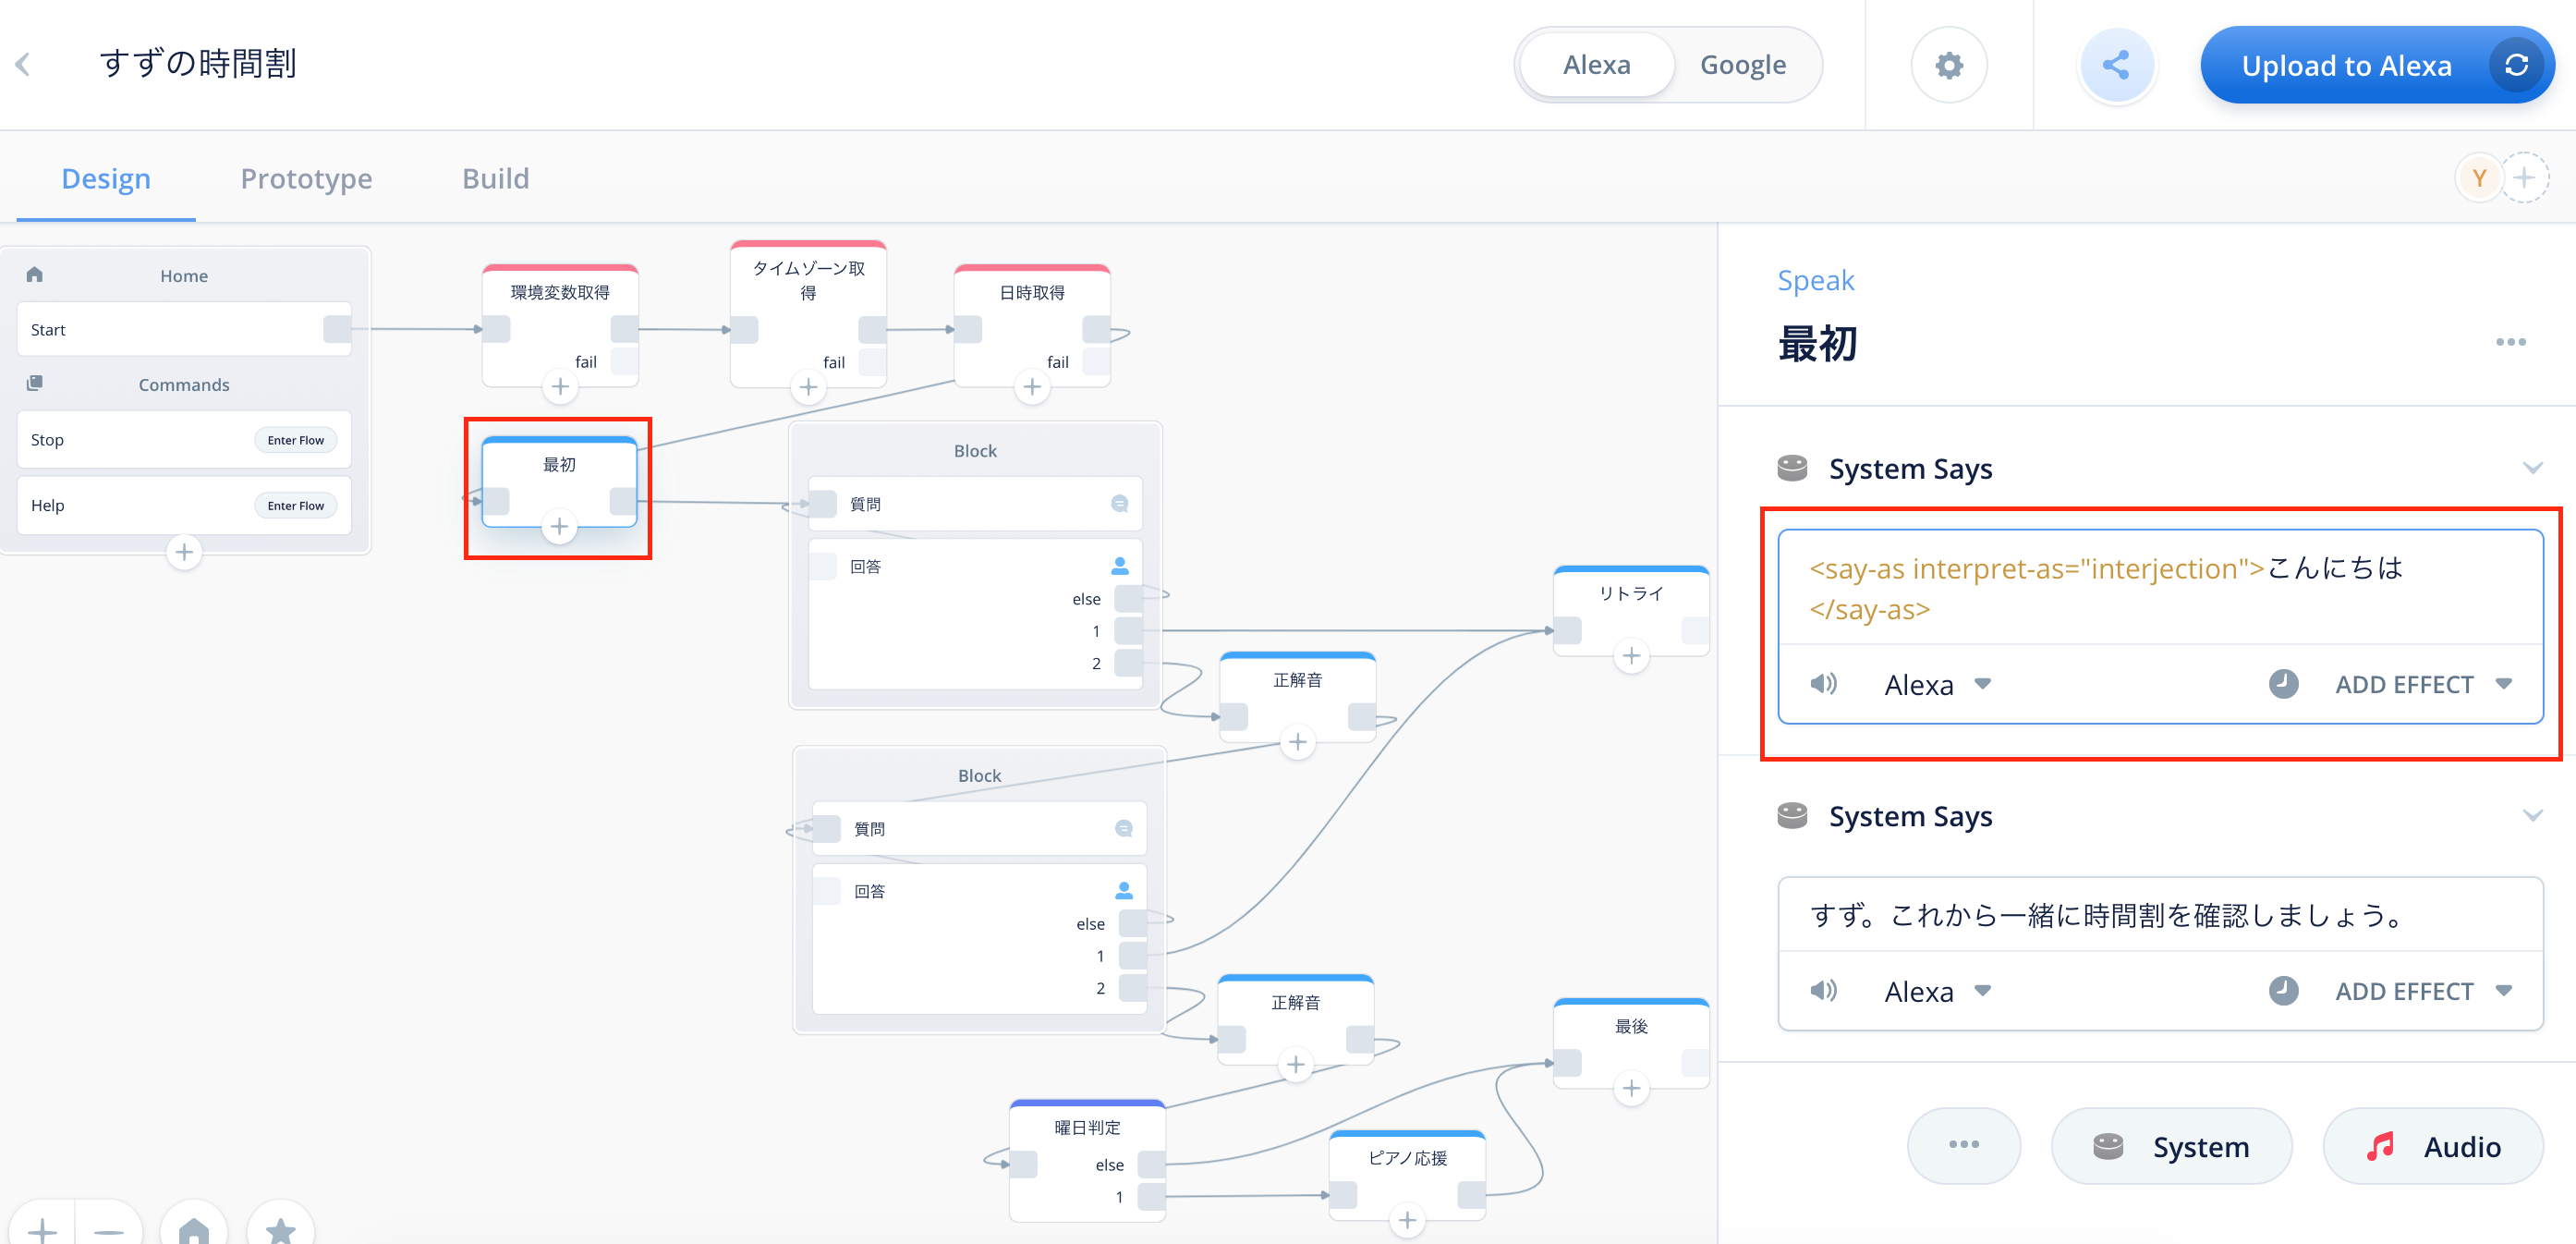 すずの時間割
Alexa
Google
Upload to Alexa
Design
Prototype
Build
Y
Home
Start
Commands
Stop
Enter Flow
Help
Enter Flow
環境変数取得
fail
タイムゾーン取
得
fail
日時取得
fail
最初
Block
質問
回答
else
1
2
リトライ
正解音
Block
質問
回答
else
1
2
正解音
最後
曜日判定
else
1
ピアノ応援
Speak
最初
System Says
<say-as interpret-as="interjection">こんにちは
</say-as>
Alexa
ADD EFFECT
System Says
すず。これから一緒に時間割を確認しましょう。
Alexa
ADD EFFECT
System
Audio